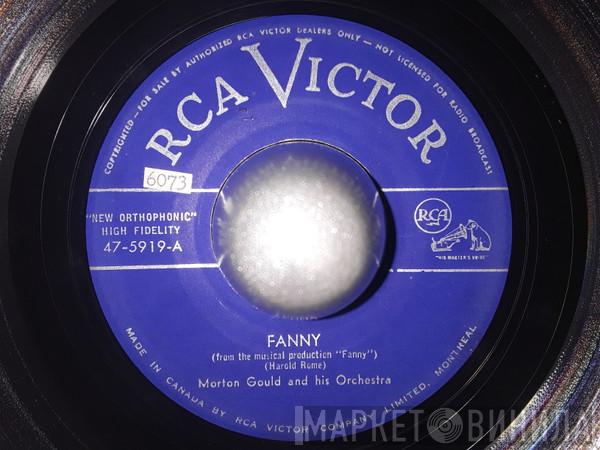 COPYRIGHTED — FOR SALE BY AUTHORIZED RCA VICTOR DEALERS ONLY — NOT LICENSED FOR RADIO BROADCAST
RCA VICTOR
6073
"NEW ORTHOPHONIC"
HIGH FIDELITY
47-5919-A
RCA
"HIS MASTER'S VOICE"
FANNY
(from the musical production "Fanny")
(Harold Rome)
Morton Gould and his Orchestra
MADE IN CANADA BY RCA VICTOR COMPANY LIMITED, MONTREAL
МАРКЕТ ВИНИЛА